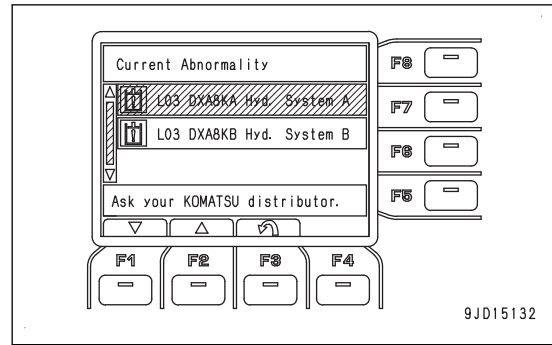 Current Abnormality
L03 DXA8KA Hyd. System A
L03 DXA8KB Hyd. System B
Ask your KOMATSU distributor.
F8
F7
F6
F5
F1 F2 F3 F4
9JD15132